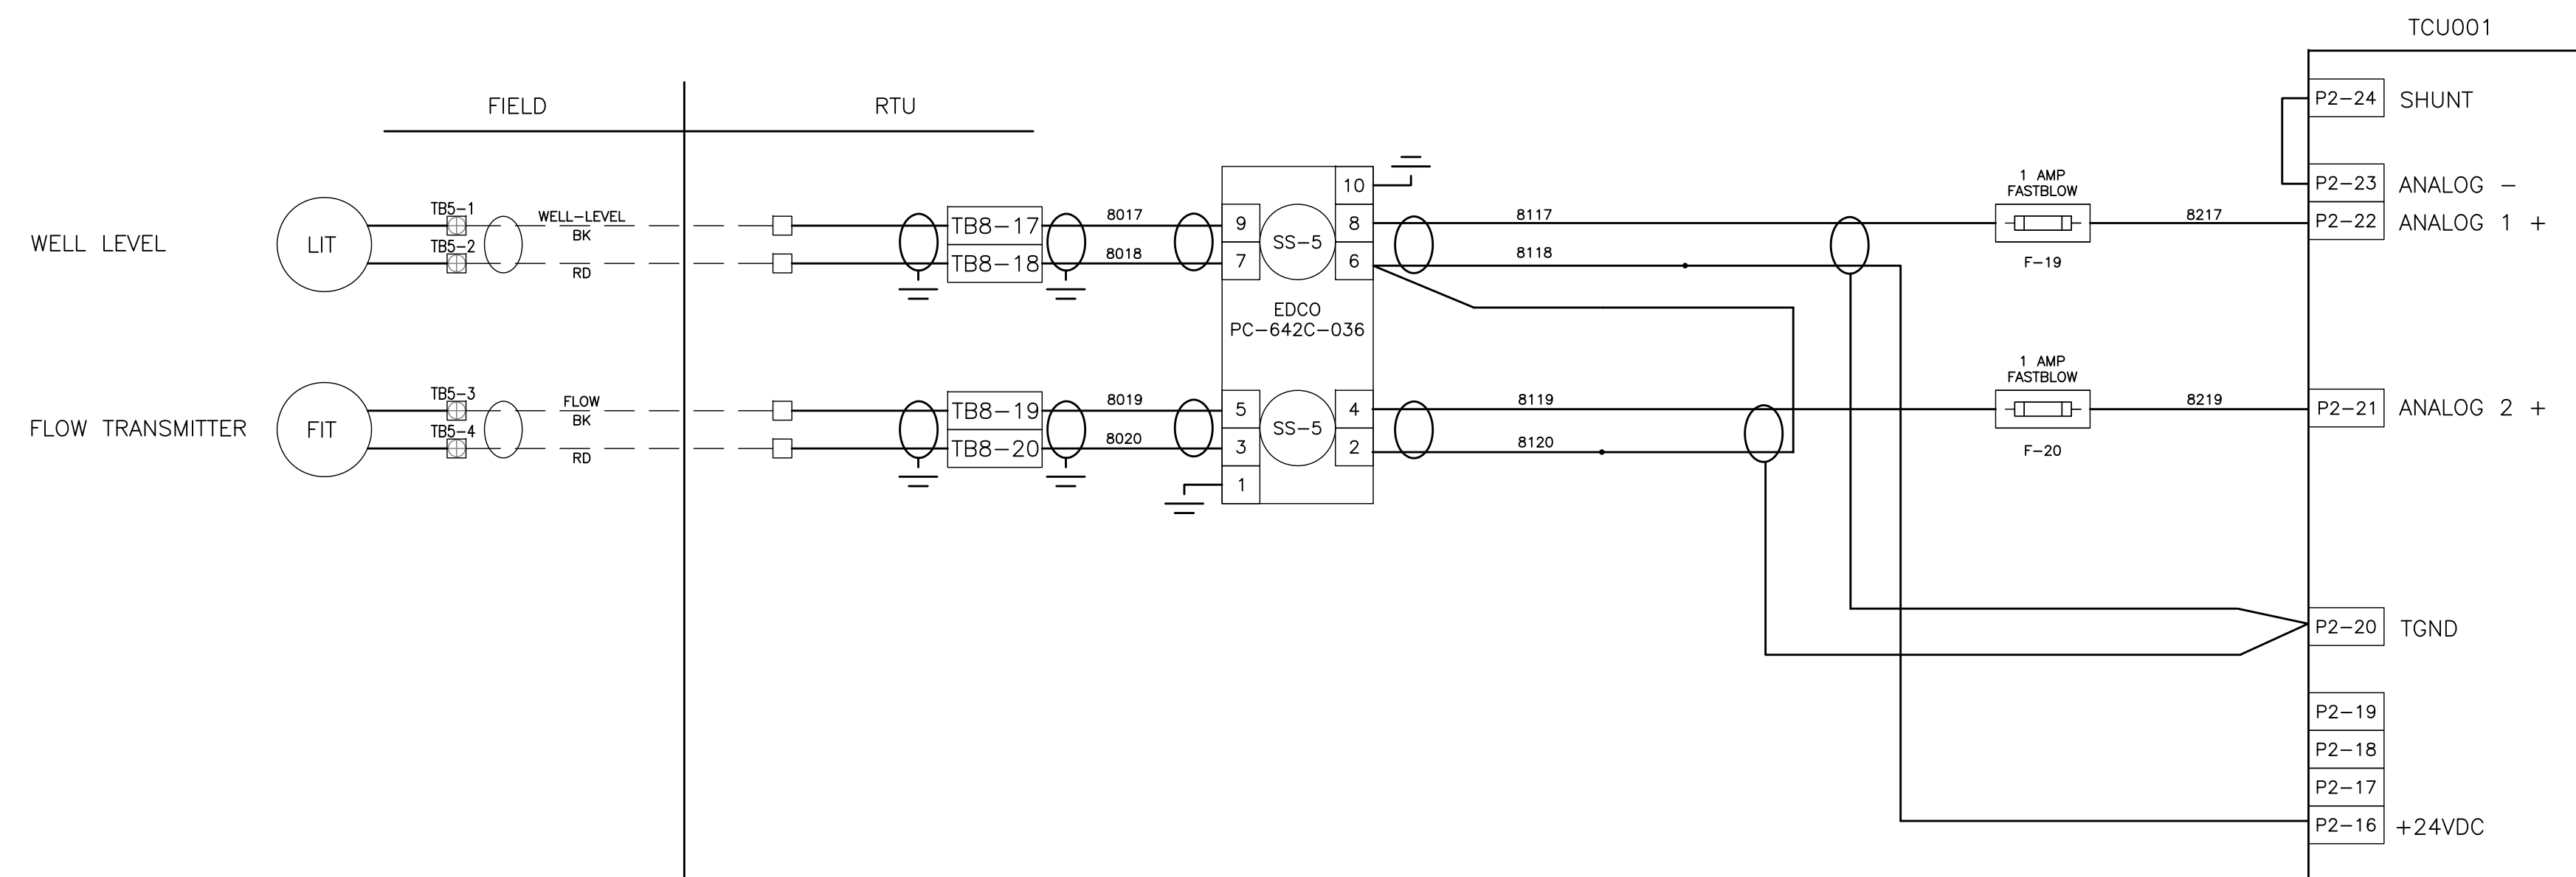 TCU001
FIELD
RTU
P2-24 SHUNT
P2-23 ANALOG -
P2-22 ANALOG 1 +
WELL LEVEL
LIT
TB5-1
TB5-2
WELL-LEVEL
BK
RD
TB8-17
TB8-18
8017
8018
10
9
8
7
6
SS-5
EDCO
PC-642C-036
8117
8118
1 AMP
FASTBLOW
F-19
8217
FLOW TRANSMITTER
FIT
TB5-3
TB5-4
FLOW
BK
RD
TB8-19
TB8-20
8019
8020
5
4
3
2
1
SS-5
8119
8120
1 AMP
FASTBLOW
F-20
8219
P2-21 ANALOG 2 +
P2-20 TGND
P2-19
P2-18
P2-17
P2-16 +24VDC